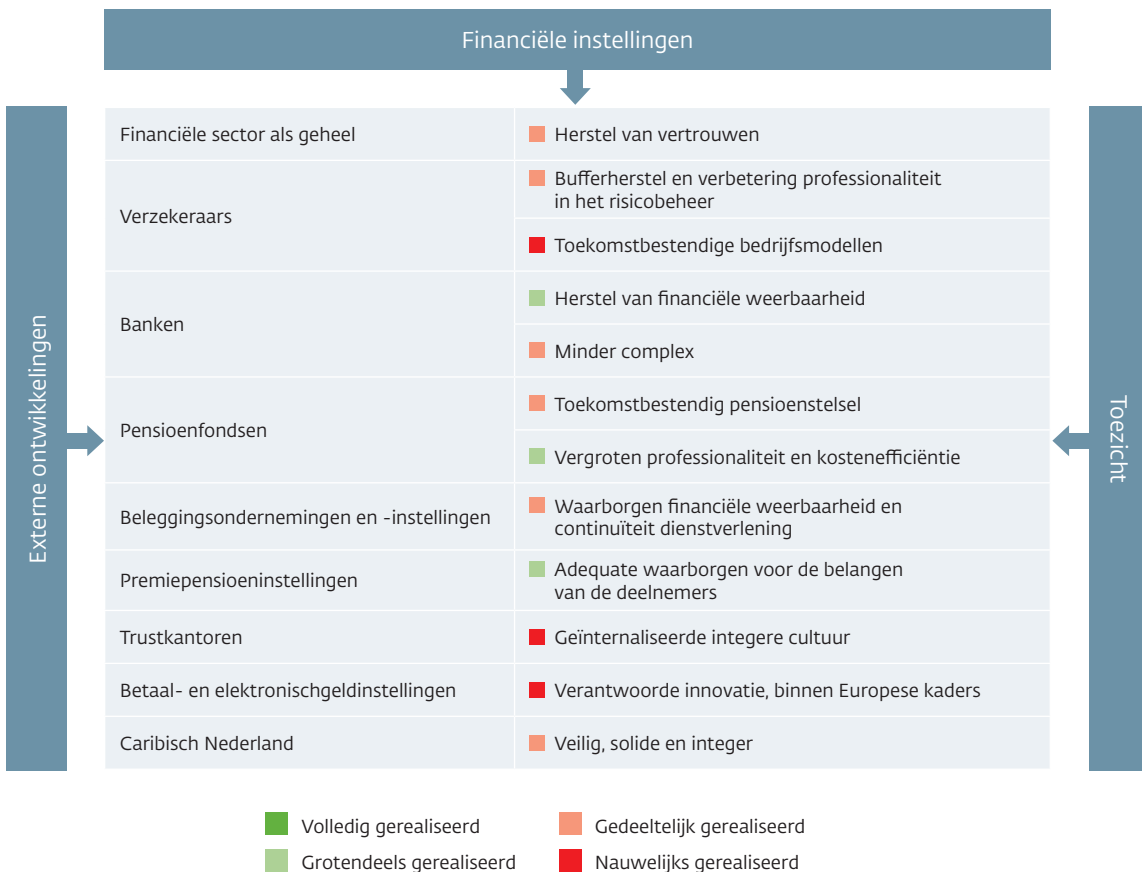 Financiële instellingen
Externe ontwikkelingen
Toezicht
Financiële sector als geheel
Herstel van vertrouwen
Verzekeraars
Bufferherstel en verbetering professionaliteit
in het risicobeheer
Toekomstbestendige bedrijfsmodellen
Banken
Herstel van financiële weerbaarheid
Minder complex
Pensioenfondsen
Toekomstbestendig pensioenstelsel
Vergroten professionaliteit en kostenefficiëntie
Beleggingsondernemingen en -instellingen
Waarborgen financiële weerbaarheid en
continuïteit dienstverlening
Premiepensioeninstellingen
Adequate waarborgen voor de belangen
van de deelnemers
Trustkantoren
Geïnternaliseerde integere cultuur
Betaal- en elektronischgeldinstellingen
Verantwoorde innovatie, binnen Europese kaders
Caribisch Nederland
Veilig, solide en integer
Volledig gerealiseerd
Gedeeltelijk gerealiseerd
Grotendeels gerealiseerd
Nauwelijks gerealiseerd